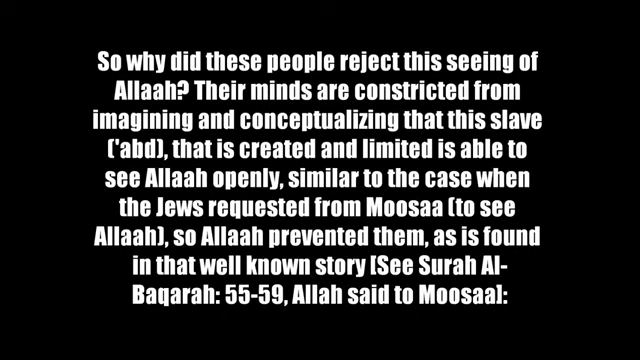 So why did these people reject this seeing of
Allaah? Their minds are constricted from
imagining and conceptualizing that this slave
('abd), that is created and limited is able to
see Allaah openly, similar to the case when
the Jews requested from Moosaa (to see
Allaah), so Allaah prevented them, as is found
in that well known story [See Surah Al-
Baqarah: 55-59, Allah said to Moosaa]: